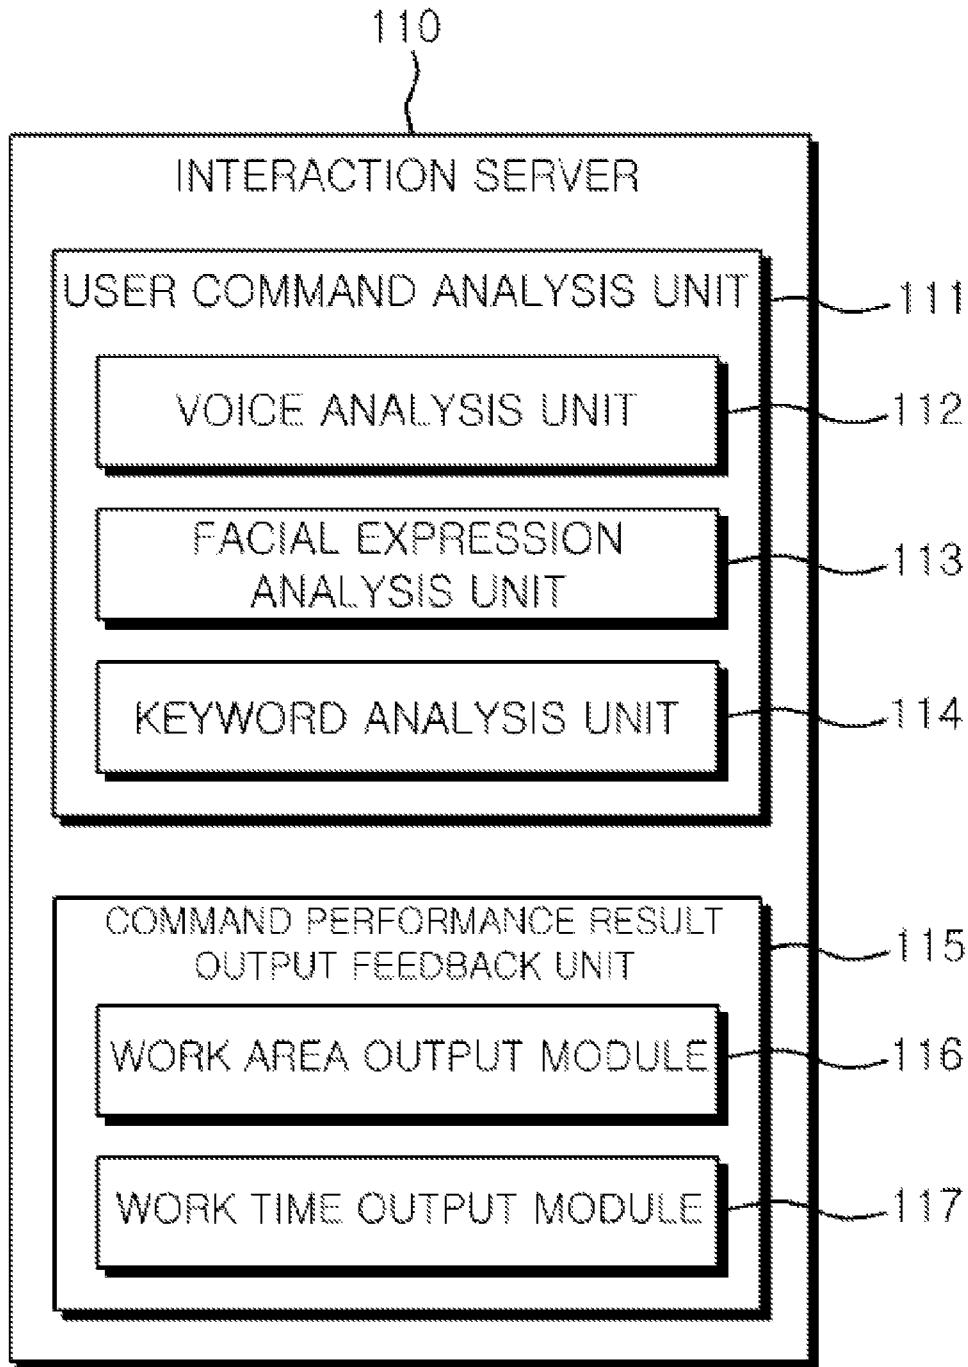 110
INTERACTION SERVER
USER COMMAND ANALYSIS UNIT
111
VOICE ANALYSIS UNIT
112
FACIAL EXPRESSION
ANALYSIS UNIT
113
KEYWORD ANALYSIS UNIT
114
COMMAND PERFORMANCE RESULT
OUTPUT FEEDBACK UNIT
115
WORK AREA OUTPUT MODULE
116
WORK TIME OUTPUT MODULE
117